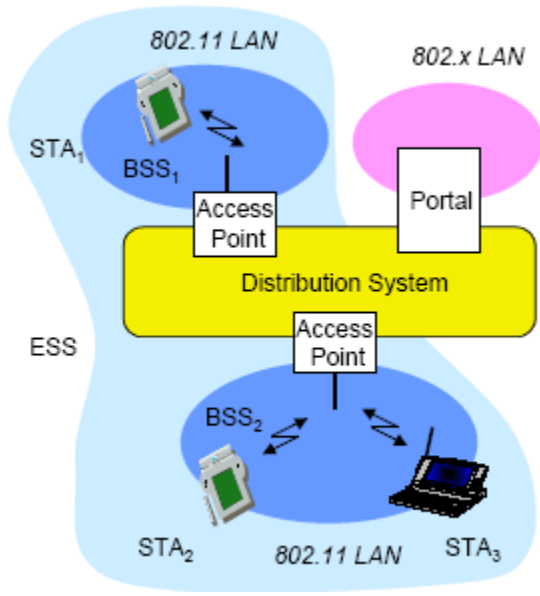 802.11 LAN
802.x LAN
STA₁
BSS₁
Access
Point
Portal
Distribution System
ESS
Access
Point
BSS₂
STA₂
802.11 LAN
STA₃